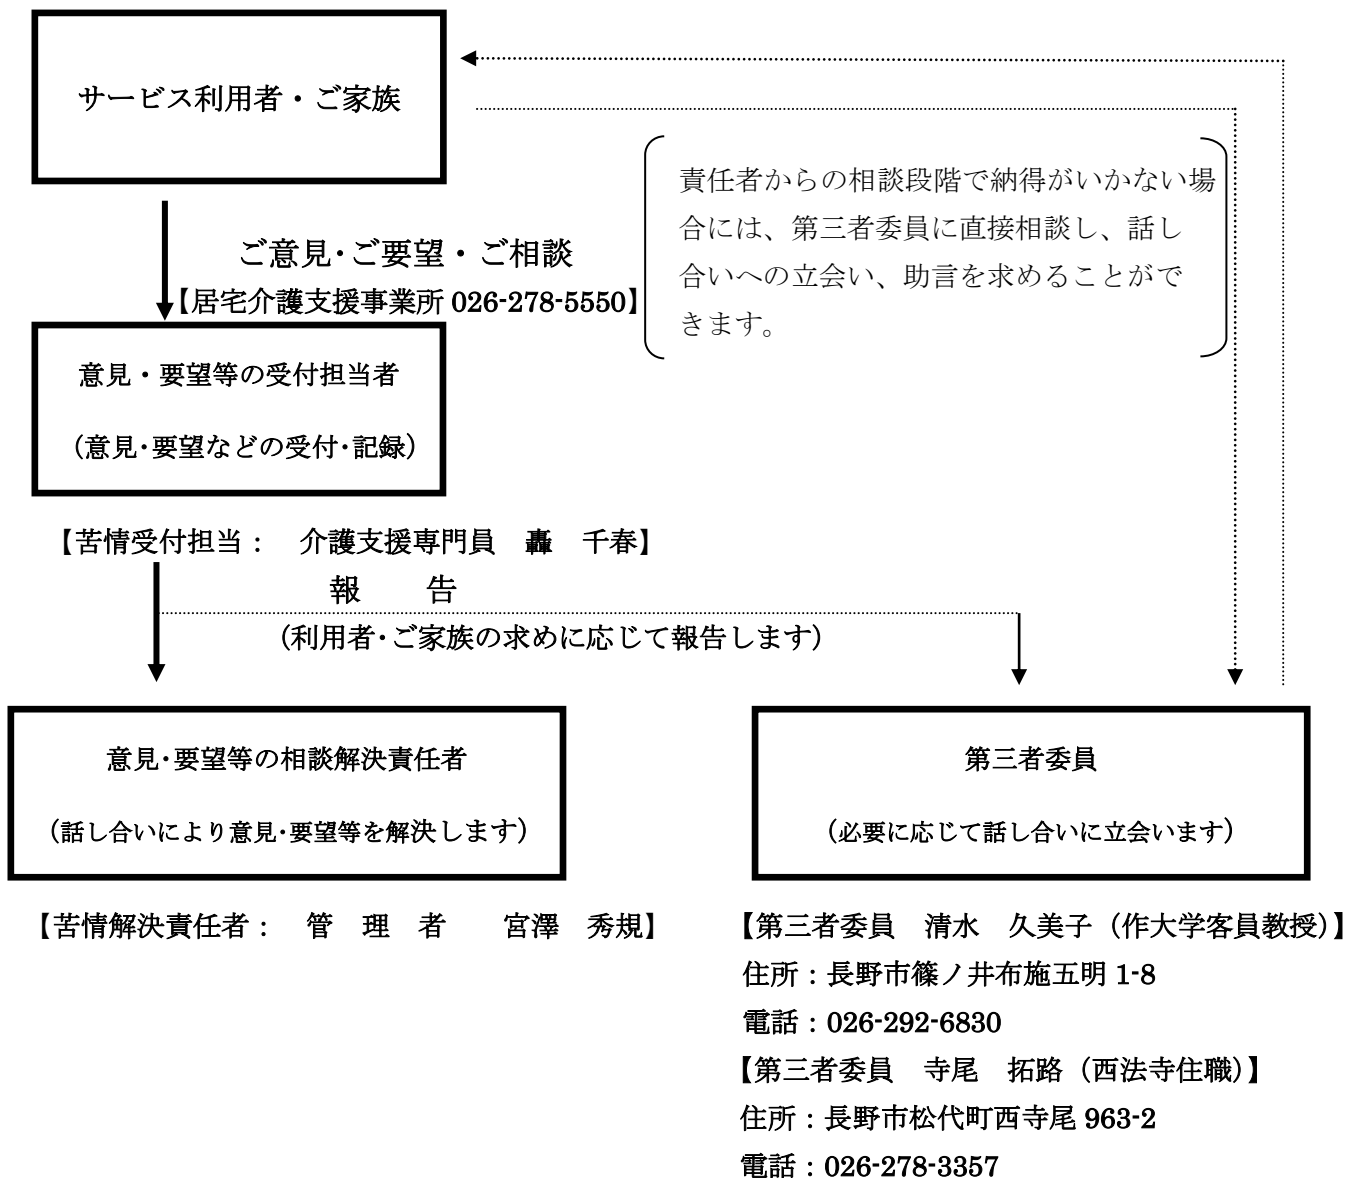 サービス利用者・ご家族
責任者からの相談段階で納得がいかない場
合には、第三者委員に直接相談し、話し
合いへの立会い、助言を求めることがで
きます。
ご意見・ご要望・ご相談
【居宅介護支援事業所 026-278-5550】
意見・要望等の受付担当者
（意見・要望などの受付・記録）
【苦情受付担当：　介護支援専門員　轟　千春】
報　　告
（利用者・ご家族の求めに応じて報告します）
意見・要望等の相談解決責任者
（話し合いにより意見・要望等を解決します）
【苦情解決責任者：　管　理　者　　宮澤　秀規】
第三者委員
（必要に応じて話し合いに立会います）
【第三者委員　清水　久美子（作大学客員教授）】
住所：長野市篠ノ井布施五明 1-8
電話：026-292-6830
【第三者委員　寺尾　拓路（西法寺住職）】
住所：長野市松代町西寺尾 963-2
電話：026-278-3357